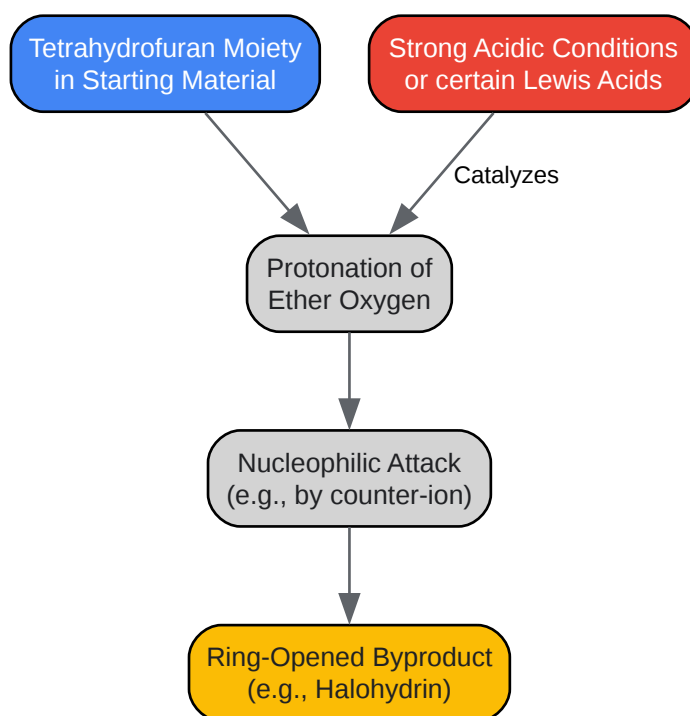 Tetrahydrofuran Moiety
in Starting Material
Strong Acidic Conditions
or certain Lewis Acids
Catalyzes
Protonation of
Ether Oxygen
Nucleophilic Attack
(e.g., by counter-ion)
Ring-Opened Byproduct
(e.g., Halohydrin)